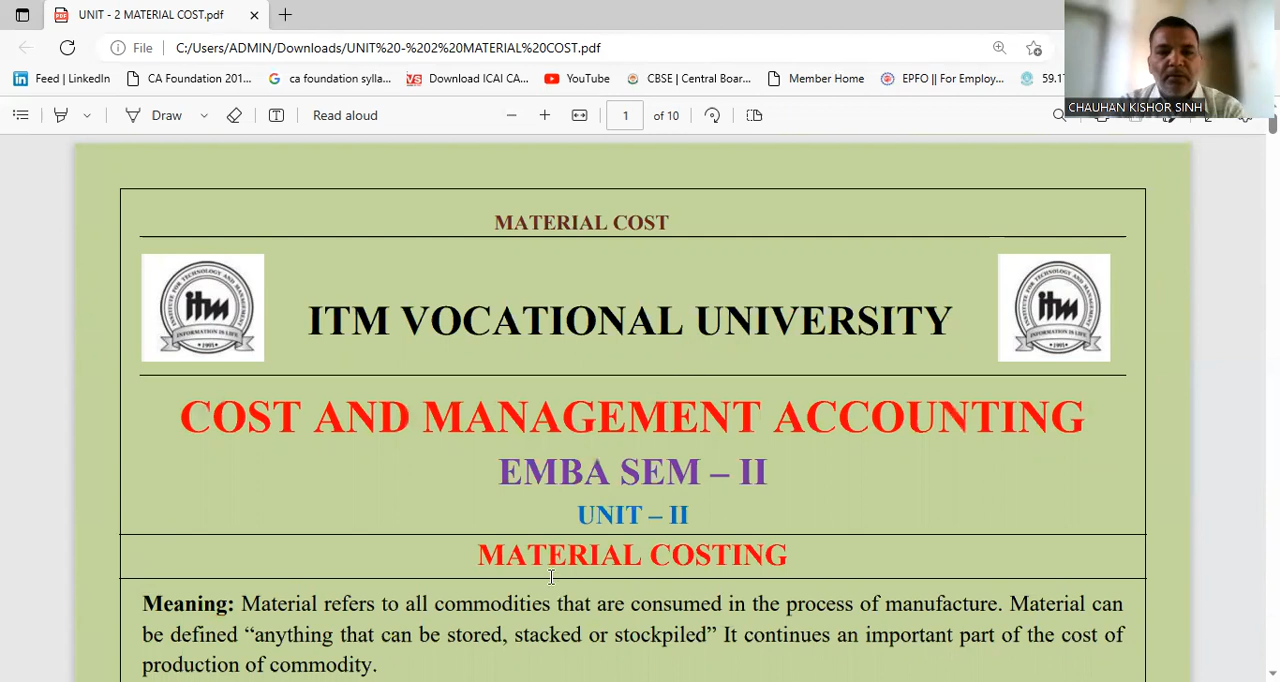 UNIT - 2 MATERIAL COST.pdf
File C:/Users/ADMIN/Downloads/UNIT%20-%202%20MATERIAL%20COST.pdf
Feed | LinkedIn CA Foundation 201... ca foundation sylla... Download ICAI CA... YouTube CBSE | Central Boar... Member Home EPFO || For Employ... 59.1
CHAUHAN KISHOR SINH
Draw Read aloud 1 of 10
MATERIAL COST
ITM VOCATIONAL UNIVERSITY
COST AND MANAGEMENT ACCOUNTING
EMBA SEM – II
UNIT – II
MATERIAL COSTING
Meaning: Material refers to all commodities that are consumed in the process of manufacture. Material can
be defined “anything that can be stored, stacked or stockpiled” It continues an important part of the cost of
production of commodity.